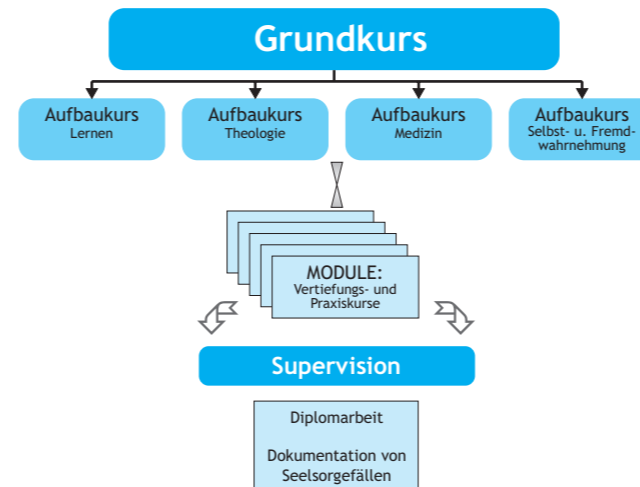 Grundkurs
Aufbaukurs
Lernen
Aufbaukurs
Theologie
Aufbaukurs
Medizin
Aufbaukurs
Selbst- u. Fremd-
wahrnehmung
MODULE:
Vertiefungs- und
Praxiskurse
Supervision
Diplomarbeit
Dokumentation von
Seelsorgefällen